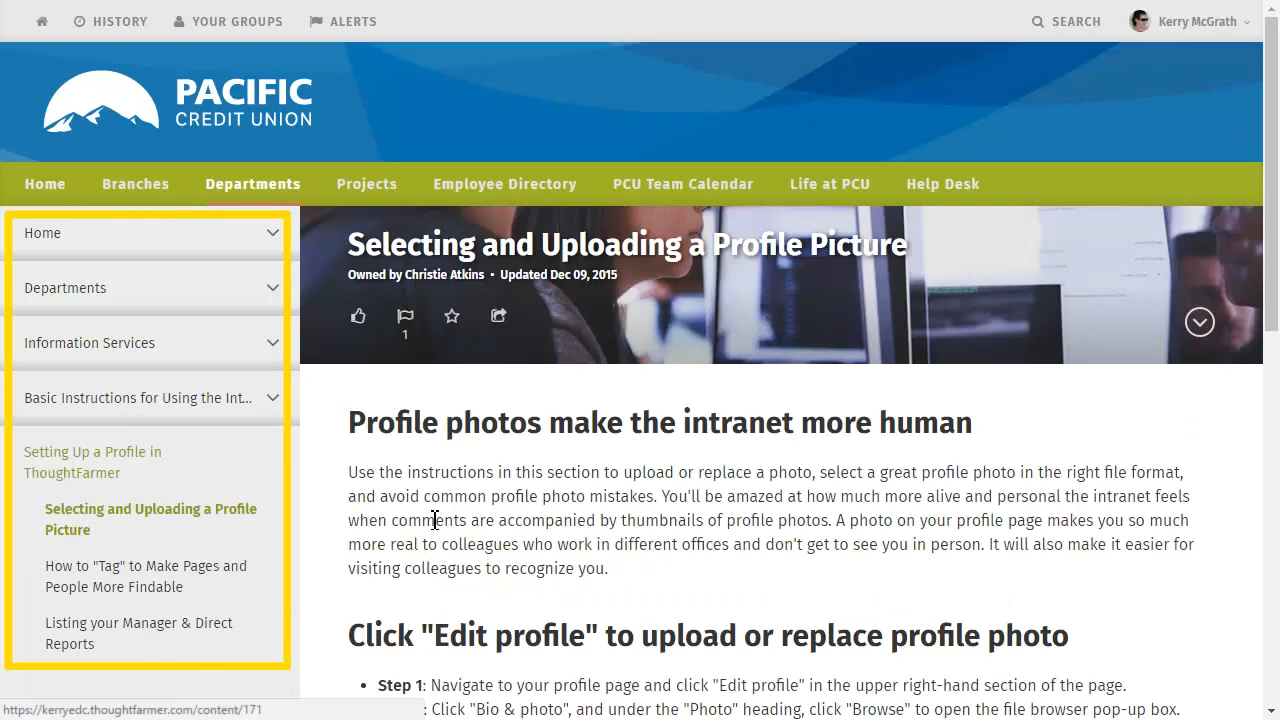 HISTORY YOUR GROUPS ALERTS SEARCH Kerry McGrath
PACIFIC
CREDIT UNION
Home Branches Departments Projects Employee Directory PCU Team Calendar Life at PCU Help Desk
Home
Departments
Information Services
Basic Instructions for Using the Int...
Setting Up a Profile in
ThoughtFarmer
Selecting and Uploading a Profile
Picture
How to "Tag" to Make Pages and
People More Findable
Listing your Manager & Direct
Reports
Selecting and Uploading a Profile Picture
Owned by Christie Atkins • Updated Dec 09, 2015
1
Profile photos make the intranet more human
Use the instructions in this section to upload or replace a photo, select a great profile photo in the right file format,
and avoid common profile photo mistakes. You'll be amazed at how much more alive and personal the intranet feels
when comments are accompanied by thumbnails of profile photos. A photo on your profile page makes you so much
more real to colleagues who work in different offices and don't get to see you in person. It will also make it easier for
visiting colleagues to recognize you.
Click "Edit profile" to upload or replace profile photo
• Step 1: Navigate to your profile page and click "Edit profile" in the upper right-hand section of the page.
: Click "Bio & photo", and under the "Photo" heading, click "Browse" to open the file browser pop-up box.
https://kerryedc.thoughtfarmer.com/content/171